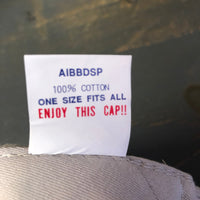 AIBBDSP
100% COTTON
ONE SIZE FITS ALL
ENJOY THIS CAP!!